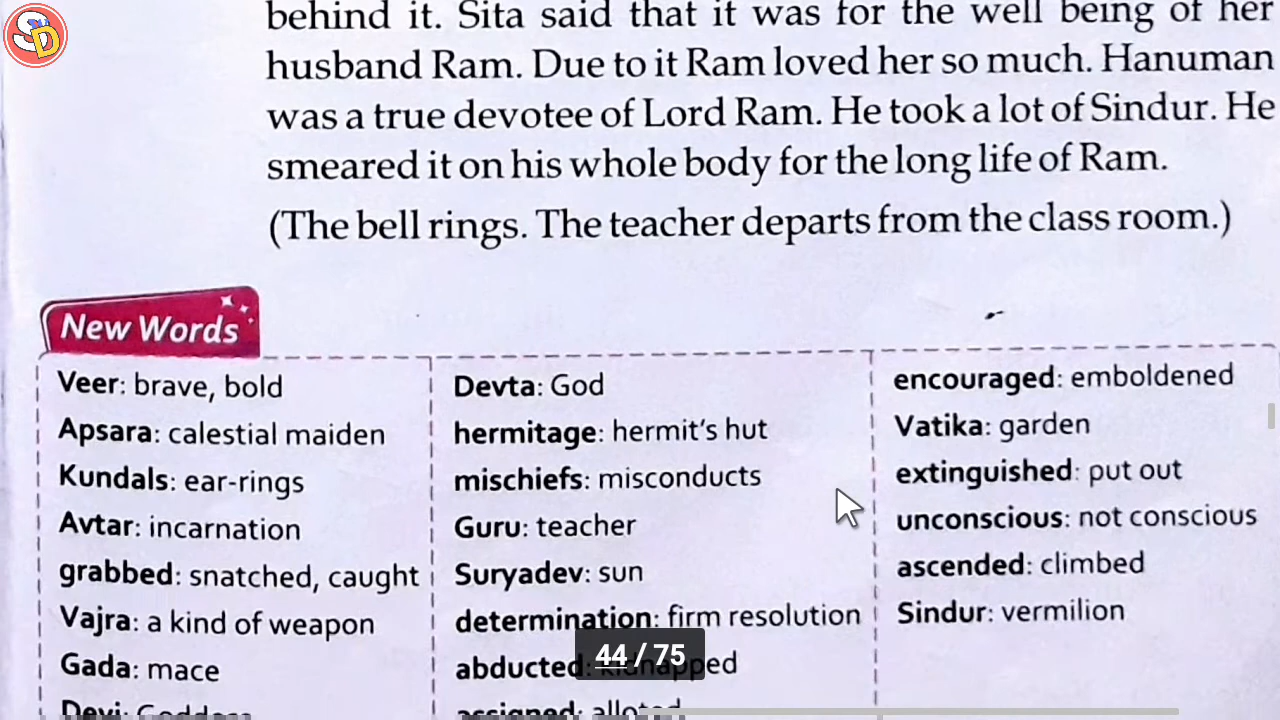 SD
behind it. Sita said that it was for the well being of her
husband Ram. Due to it Ram loved her so much. Hanuman
was a true devotee of Lord Ram. He took a lot of Sindur. He
smeared it on his whole body for the long life of Ram.
(The bell rings. The teacher departs from the class room.)
New Words
Veer: brave, bold
Apsara: calestial maiden
Kundals: ear-rings
Avtar: incarnation
grabbed: snatched, caught
Vajra: a kind of weapon
Gada: mace
Devi: Goddess
Devta: God
hermitage: hermit's hut
mischiefs: misconducts
Guru: teacher
Suryadev: sun
determination: firm resolution
abducted: kidnapped
assigned: alloted
encouraged: emboldened
Vatika: garden
extinguished: put out
unconscious: not conscious
ascended: climbed
Sindur: vermilion
44 / 75